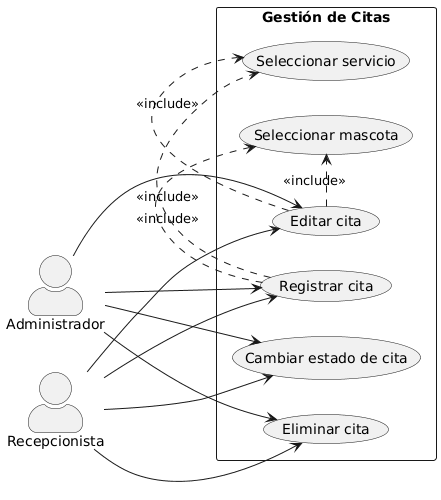 Gestión de Citas
Seleccionar servicio
«include»
Seleccionar mascota
«include»
«include»
«include»
Editar cita
Registrar cita
Administrador
Cambiar estado de cita
Eliminar cita
Recepcionista